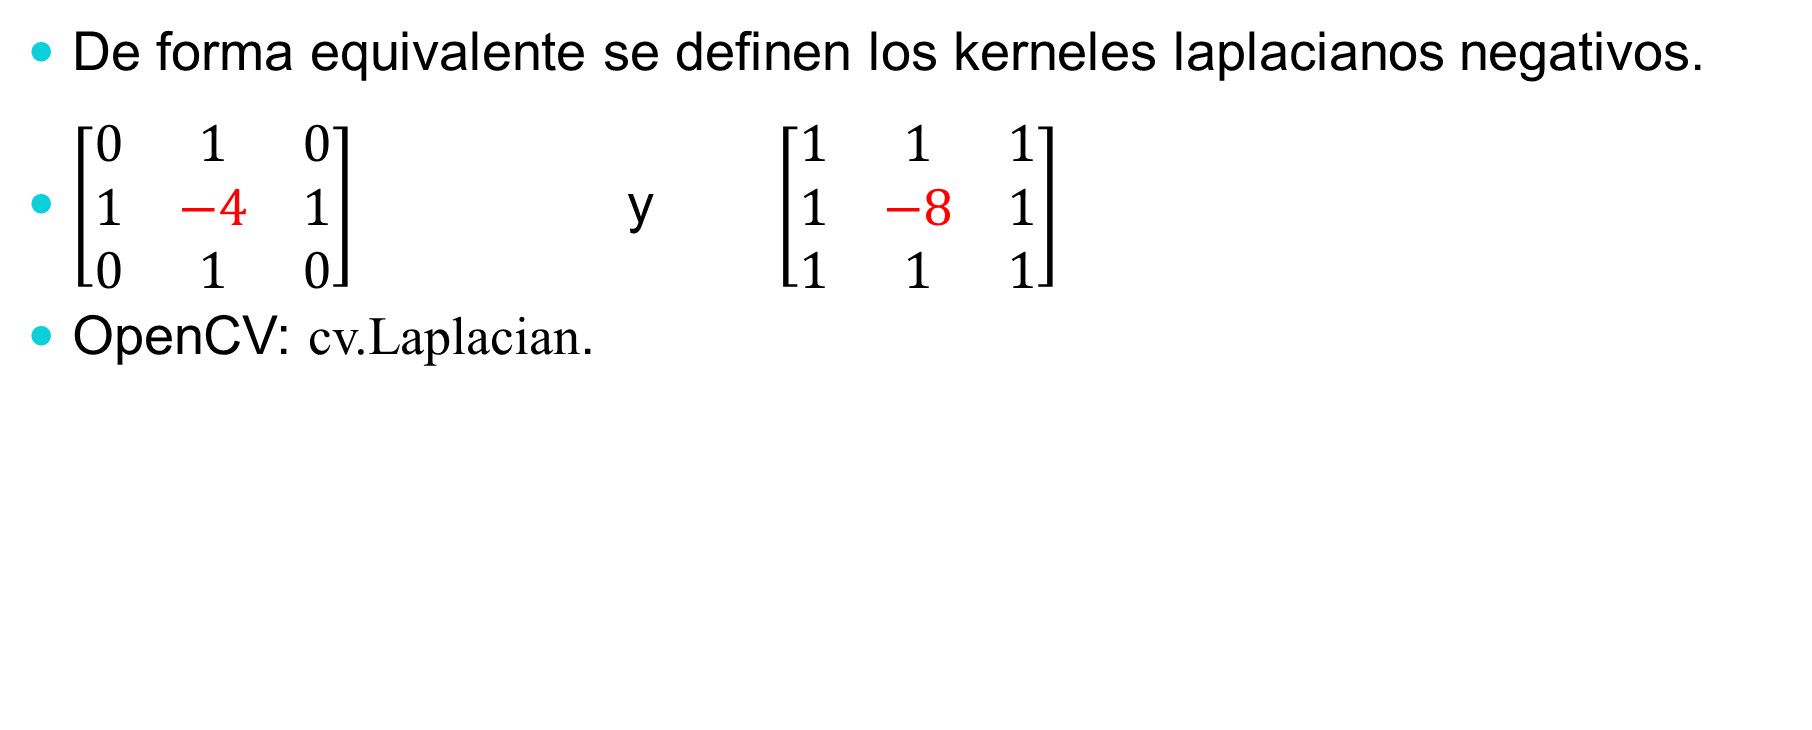 De forma equivalente se definen los kerneles laplacianos negativos.
0 1 0 1 1 1
1 −4 1 y 1 −8 1
0 1 0 1 1 1
OpenCV: cv.Laplacian.